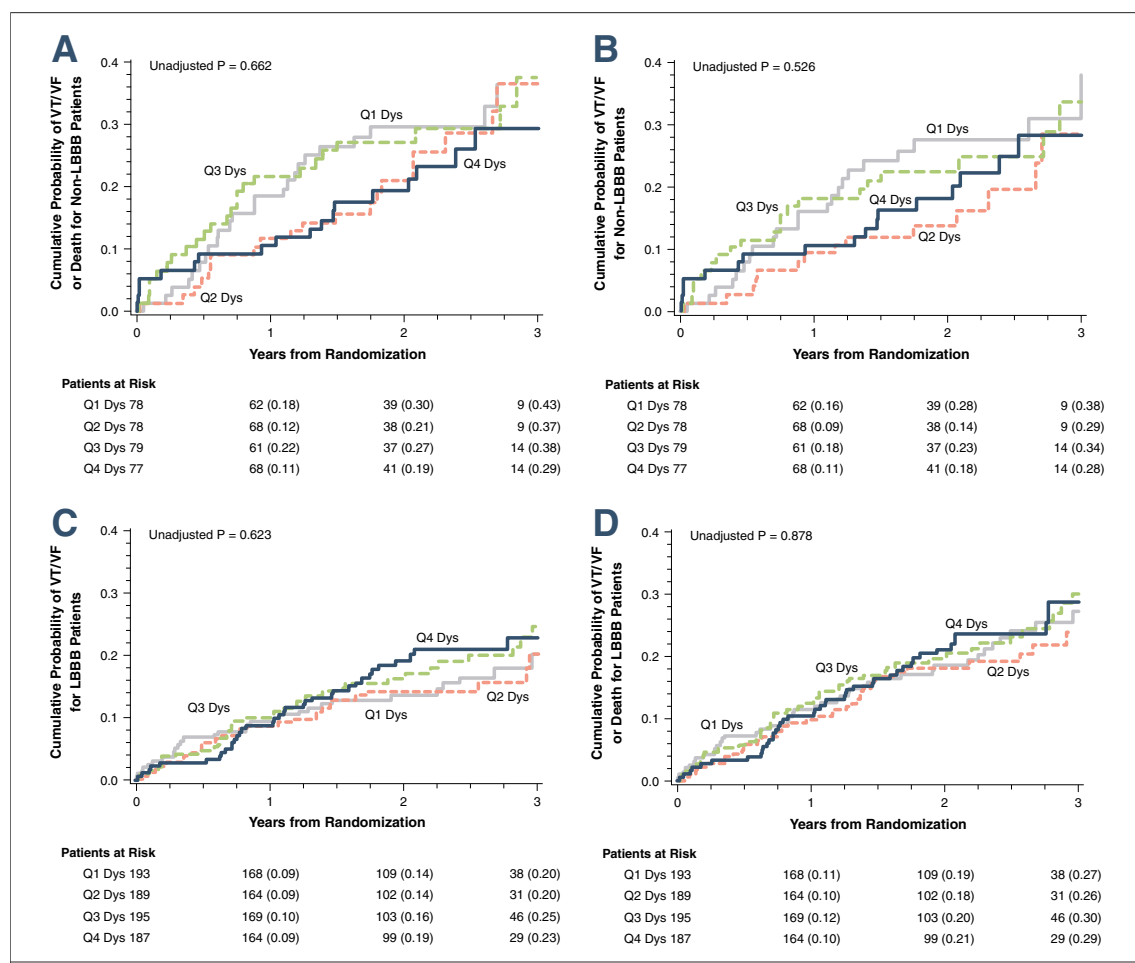 A
Cumulative Probability of VT/VF
or Death for Non-LBBB Patients
0.4
0.3
0.2
0.1
0.0
Unadjusted P = 0.662
Q1 Dys
Q3 Dys
Q4 Dys
Q2 Dys
0 1 2 3
Years from Randomization
Patients at Risk
Q1 Dys 78 62 (0.18) 39 (0.30) 9 (0.43)
Q2 Dys 78 68 (0.12) 38 (0.21) 9 (0.37)
Q3 Dys 79 61 (0.22) 37 (0.27) 14 (0.38)
Q4 Dys 77 68 (0.11) 41 (0.19) 14 (0.29)
B
Cumulative Probability of VT/VF
for Non-LBBB Patients
0.4
0.3
0.2
0.1
0.0
Unadjusted P = 0.526
Q1 Dys
Q3 Dys
Q4 Dys
Q2 Dys
0 1 2 3
Years from Randomization
Patients at Risk
Q1 Dys 78 62 (0.16) 39 (0.28) 9 (0.38)
Q2 Dys 78 68 (0.09) 38 (0.14) 9 (0.29)
Q3 Dys 79 61 (0.18) 37 (0.23) 14 (0.34)
Q4 Dys 77 68 (0.11) 41 (0.18) 14 (0.28)
C
Cumulative Probability of VT/VF
for LBBB Patients
0.4
0.3
0.2
0.1
0.0
Unadjusted P = 0.623
Q4 Dys
Q3 Dys
Q2 Dys
Q1 Dys
0 1 2 3
Years from Randomization
Patients at Risk
Q1 Dys 193 168 (0.09) 109 (0.14) 38 (0.20)
Q2 Dys 189 164 (0.09) 102 (0.14) 31 (0.20)
Q3 Dys 195 169 (0.10) 103 (0.16) 46 (0.25)
Q4 Dys 187 164 (0.09) 99 (0.19) 29 (0.23)
D
Cumulative Probability of VT/VF
or Death for LBBB Patients
0.4
0.3
0.2
0.1
0.0
Unadjusted P = 0.878
Q4 Dys
Q3 Dys
Q2 Dys
Q1 Dys
0 1 2 3
Years from Randomization
Patients at Risk
Q1 Dys 193 168 (0.11) 109 (0.19) 38 (0.27)
Q2 Dys 189 164 (0.10) 102 (0.18) 31 (0.26)
Q3 Dys 195 169 (0.12) 103 (0.20) 46 (0.30)
Q4 Dys 187 164 (0.10) 99 (0.21) 29 (0.29)